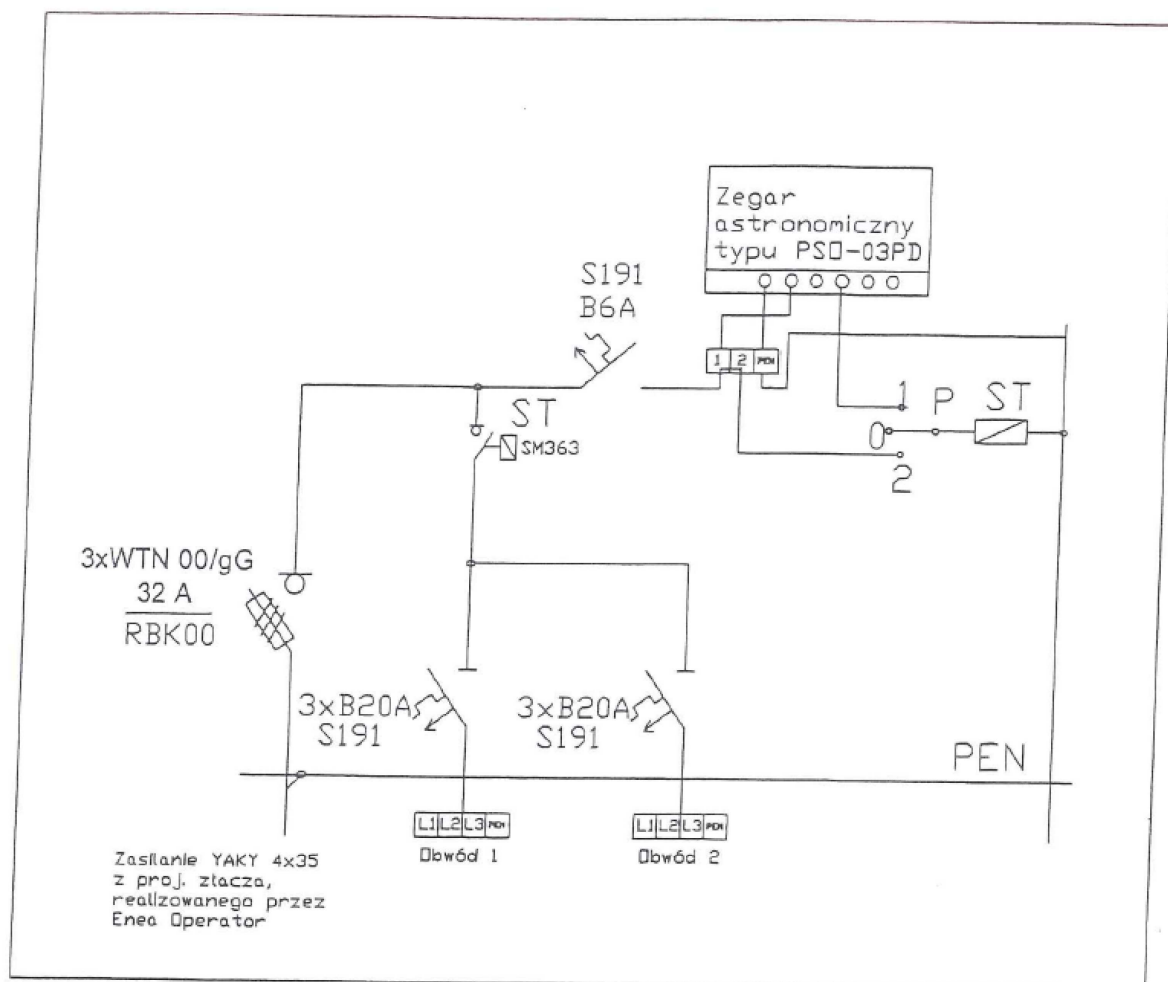 Zegar
astronomiczny
typu PSO-03PD
S191
B6A
1 2 PEN
1 P ST
2
ST
SM363
3xWTN 00/gG
32 A
RBK00
3xB20A
S191
3xB20A
S191
PEN
L1 L2 L3 PEN
Obwód 1
L1 L2 L3 PEN
Obwód 2
Zasilanie YAKY 4x35
z proj. złącza,
realizowanego przez
Enea Operator